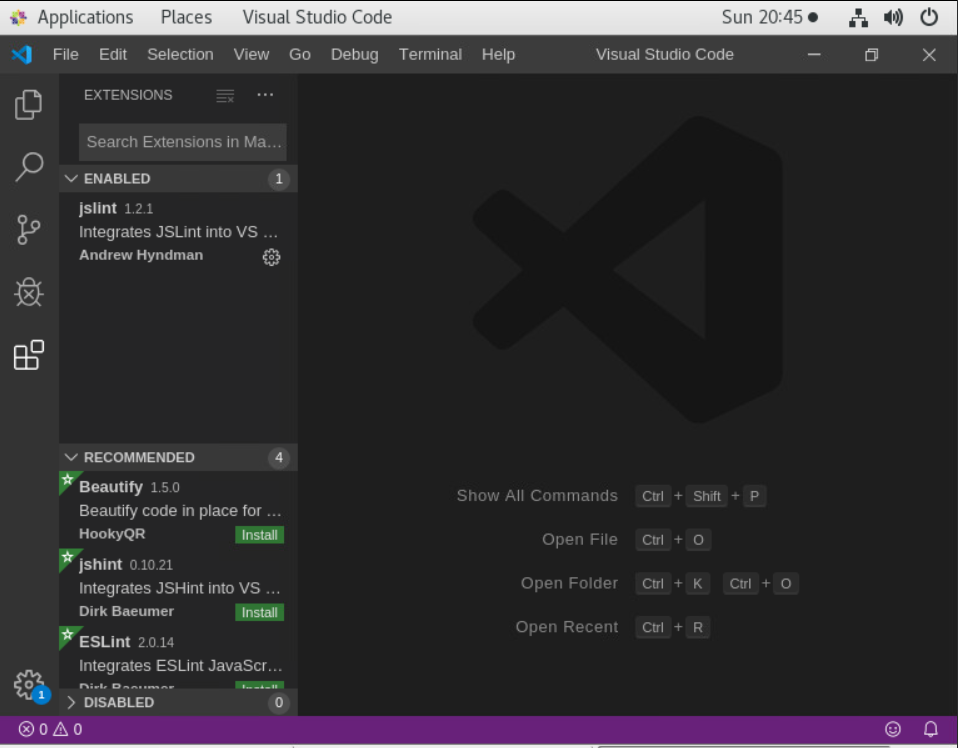 Applications Places Visual Studio Code Sun 20:45
File Edit Selection View Go Debug Terminal Help Visual Studio Code
EXTENSIONS
Search Extensions in Ma...
ENABLED 1
jslint 1.2.1
Integrates JSLint into VS ...
Andrew Hyndman
RECOMMENDED 4
Beautify 1.5.0
Beautify code in place for ...
HookyQR Install
jshint 0.10.21
Integrates JSHint into VS ...
Dirk Baeumer Install
ESLint 2.0.14
Integrates ESLint JavaScr...
Dirk Baeumer Install
DISABLED 0
Show All Commands Ctrl + Shift + P
Open File Ctrl + O
Open Folder Ctrl + K Ctrl + O
Open Recent Ctrl + R
1
0 0